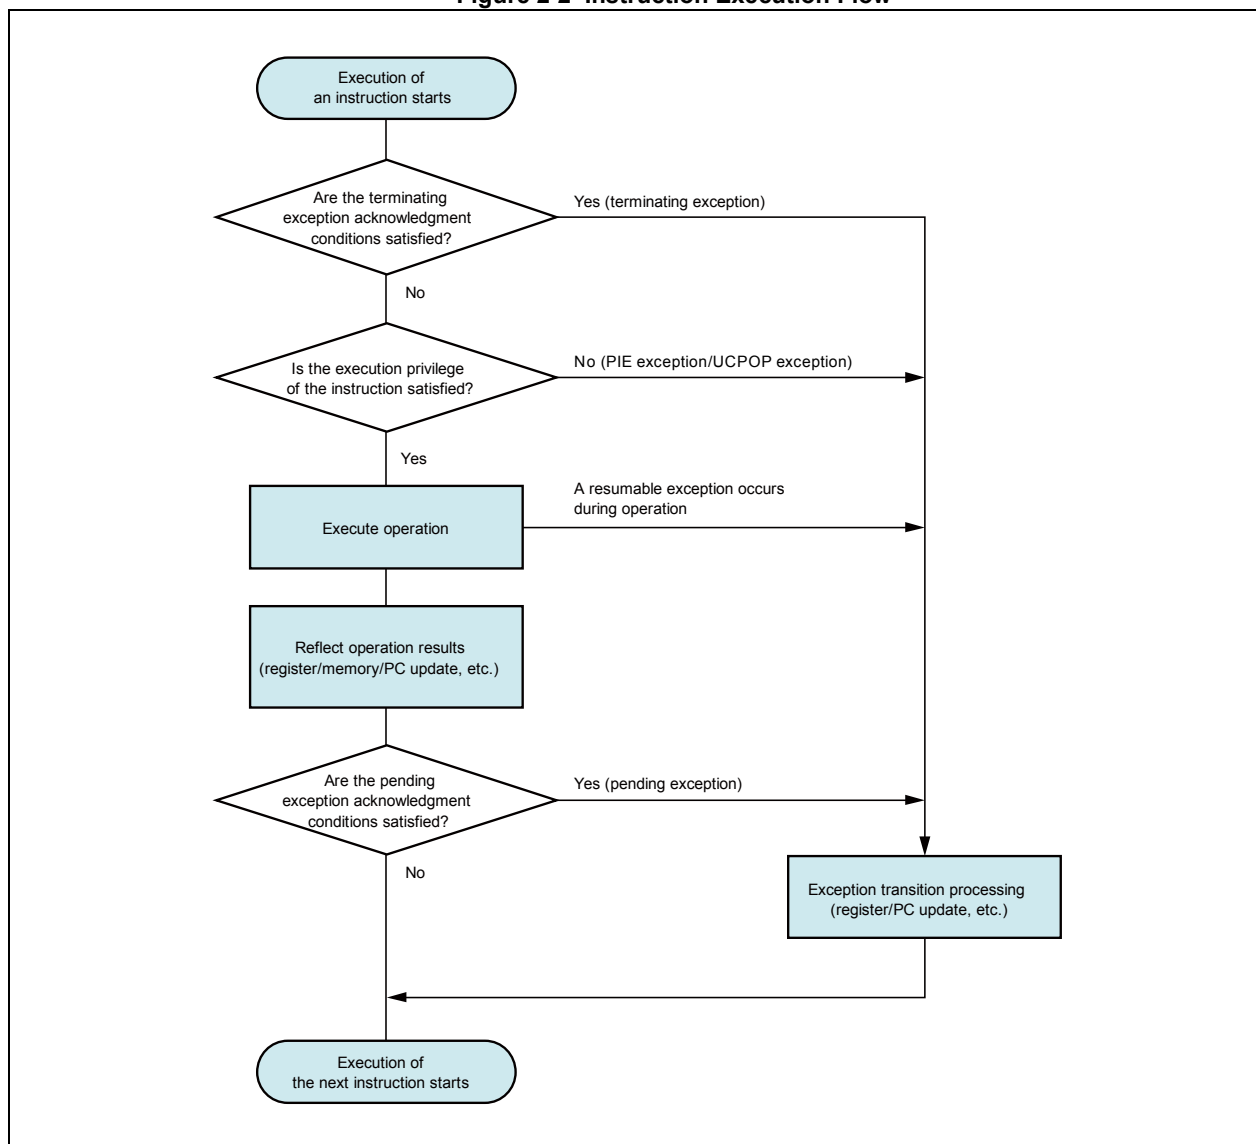 Figure 2-2 Instruction Execution Flow
Execution of
an instruction starts
Are the terminating
exception acknowledgment
conditions satisfied?
Yes (terminating exception)
No
Is the execution privilege
of the instruction satisfied?
No (PIE exception/UCPOP exception)
Yes
A resumable exception occurs
during operation
Execute operation
Reflect operation results
(register/memory/PC update, etc.)
Are the pending
exception acknowledgment
conditions satisfied?
Yes (pending exception)
No
Exception transition processing
(register/PC update, etc.)
Execution of
the next instruction starts